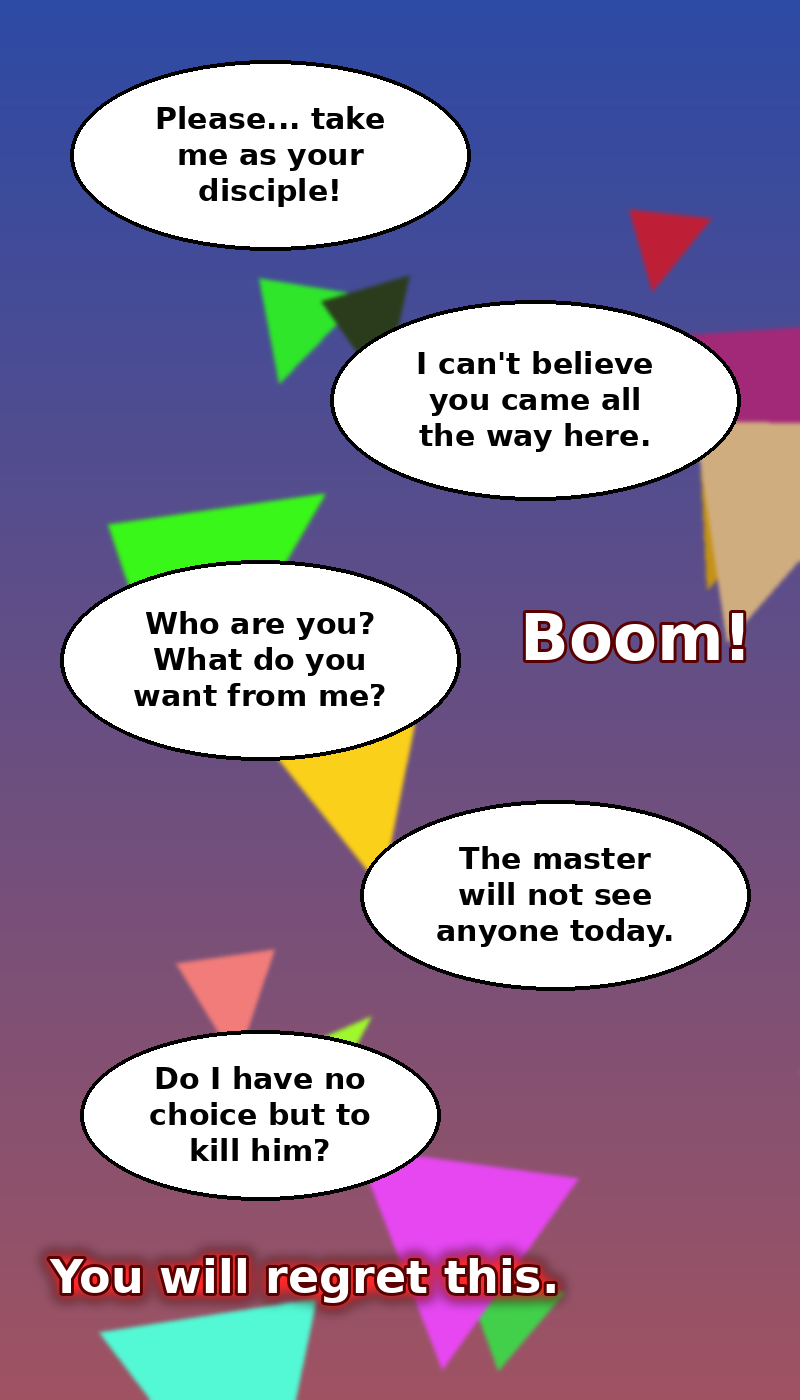 Please... take
me as your
disciple!
I can't believe
you came all
the way here.
Who are you?
What do you
want from me?
Boom!
The master
will not see
anyone today.
Do I have no
choice but to
kill him?
You will regret this.